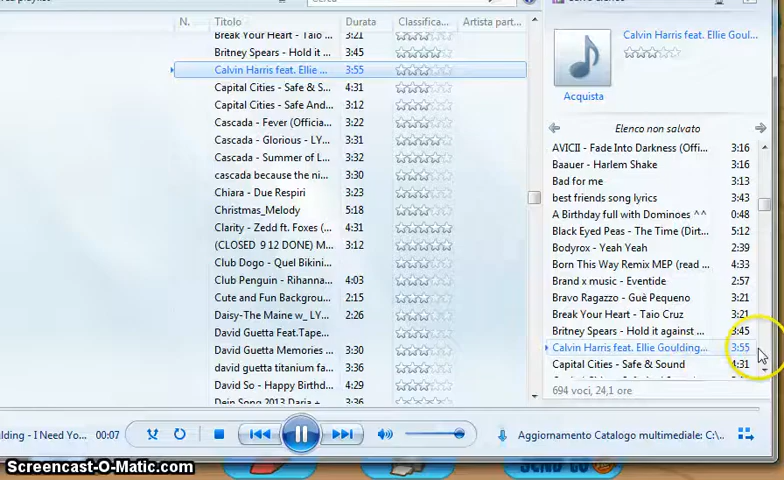 N. Titolo Durata Classifica... Artista part...
Break Your Heart - Taio ... 3:21
Britney Spears - Hold it ... 3:45
Calvin Harris feat. Ellie ... 3:55
Capital Cities - Safe & S... 4:31
Capital Cities - Safe And... 3:12
Cascada - Fever (Officia... 3:22
Cascada - Glorious - LY... 3:31
Cascada - Summer of L... 3:32
cascada because the ni... 3:30
Chiara - Due Respiri 3:23
Christmas_Melody 5:18
Clarity - Zedd ft. Foxes (... 4:31
(CLOSED 9 12 DONE) M... 3:12
Club Dogo - Quel Bikini...
Club Penguin - Rihanna... 4:03
Cute and Fun Backgrou... 2:15
Daisy-The Maine w_ LY... 2:26
David Guetta Feat.Tape...
David Guetta Memories ... 3:30
david guetta titanium fa... 3:36
David So - Happy Birthd... 4:29
Dein Song 2013 Daria + ... 3:36
Calvin Harris feat. Ellie Goul...
Acquista
Elenco non salvato
AVICII - Fade Into Darkness (Offi... 3:16
Baauer - Harlem Shake 3:16
Bad for me 3:13
best friends song lyrics 3:43
A Birthday full with Dominoes ^^ 0:48
Black Eyed Peas - The Time (Dirt... 5:12
Bodyrox - Yeah Yeah 2:39
Born This Way Remix MEP (read ... 4:33
Brand x music - Eventide 2:57
Bravo Ragazzo - Guè Pequeno 3:21
Break Your Heart - Taio Cruz 3:21
Britney Spears - Hold it against ... 3:45
Calvin Harris feat. Ellie Goulding... 3:55
Capital Cities - Safe & Sound 4:31
694 voci, 24,1 ore
lding - I Need Yo... 00:07
Aggiornamento Catalogo multimediale: C:\...
Screencast-O-Matic.com
SEND TO